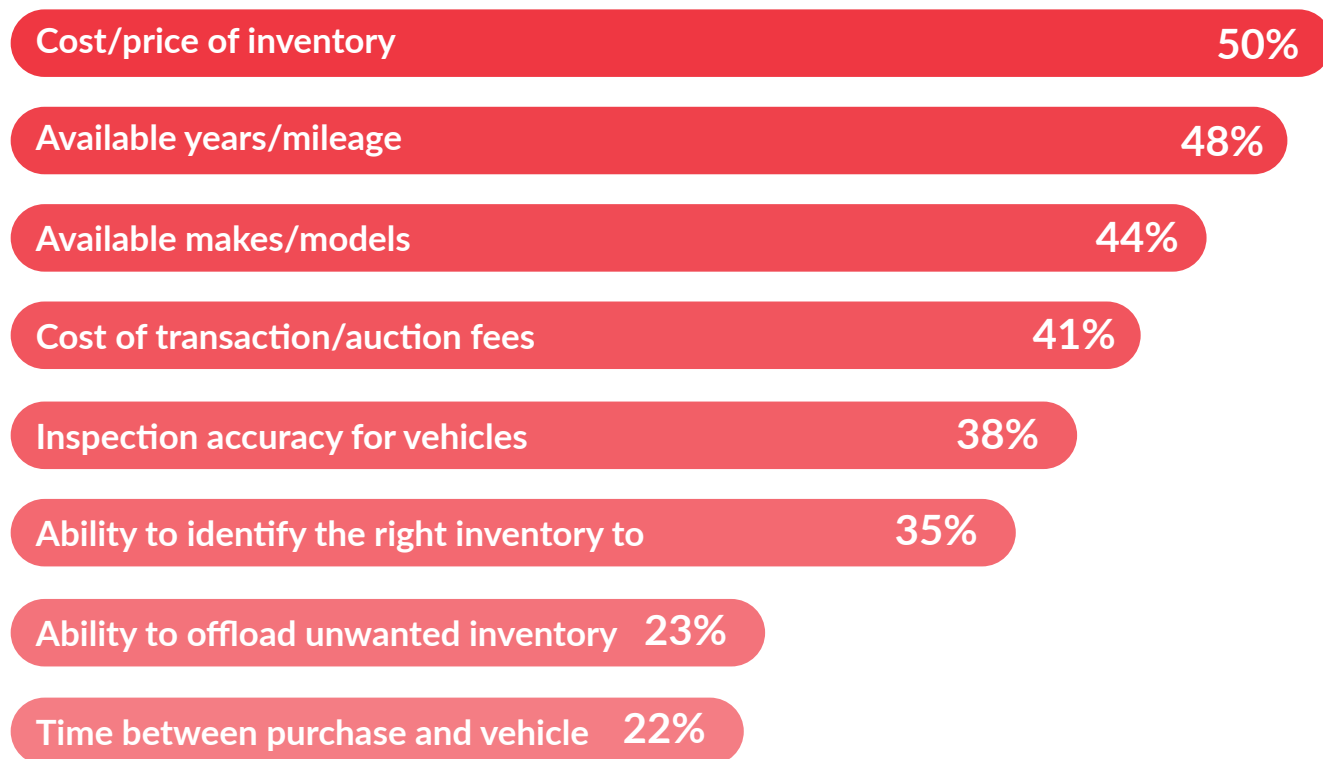 Cost/price of inventory 50%
Available years/mileage 48%
Available makes/models 44%
Cost of transaction/auction fees 41%
Inspection accuracy for vehicles 38%
Ability to identify the right inventory to 35%
Ability to offload unwanted inventory 23%
Time between purchase and vehicle 22%